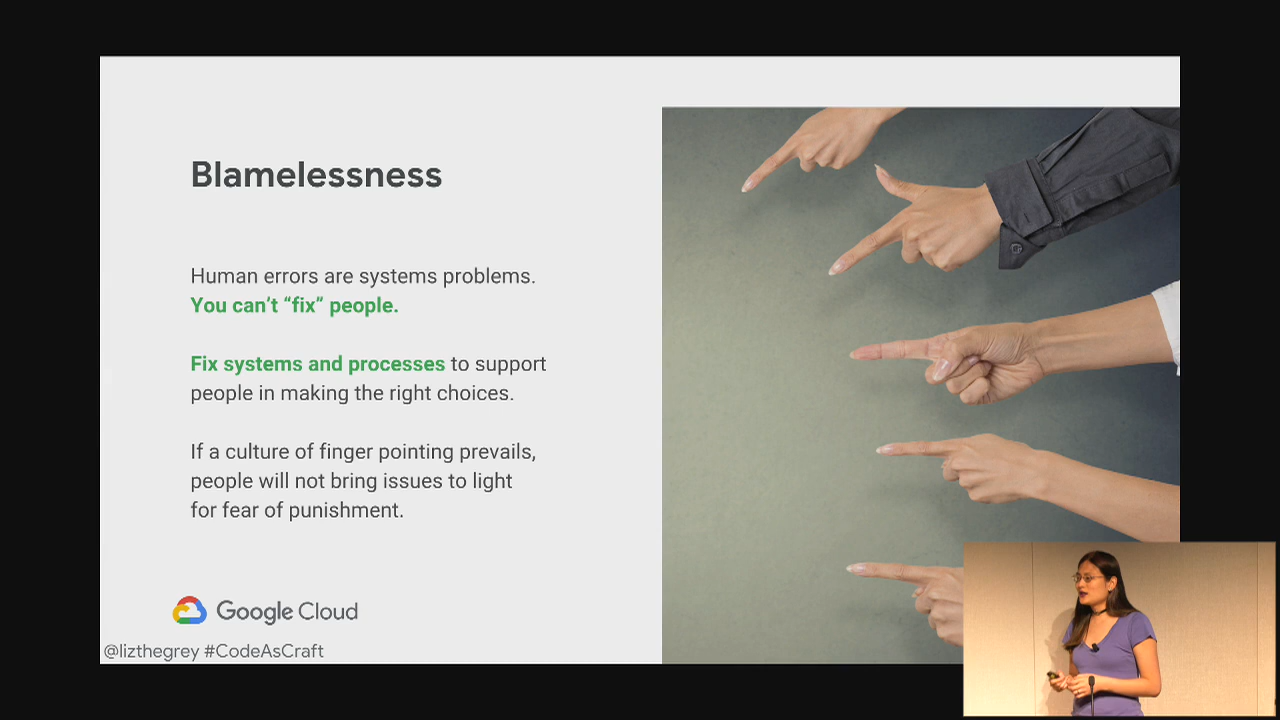 Blamelessness
Human errors are systems problems.
You can't “fix” people.
Fix systems and processes to support
people in making the right choices.
If a culture of finger pointing prevails,
people will not bring issues to light
for fear of punishment.
Google Cloud
@lizthegrey #CodeAsCraft